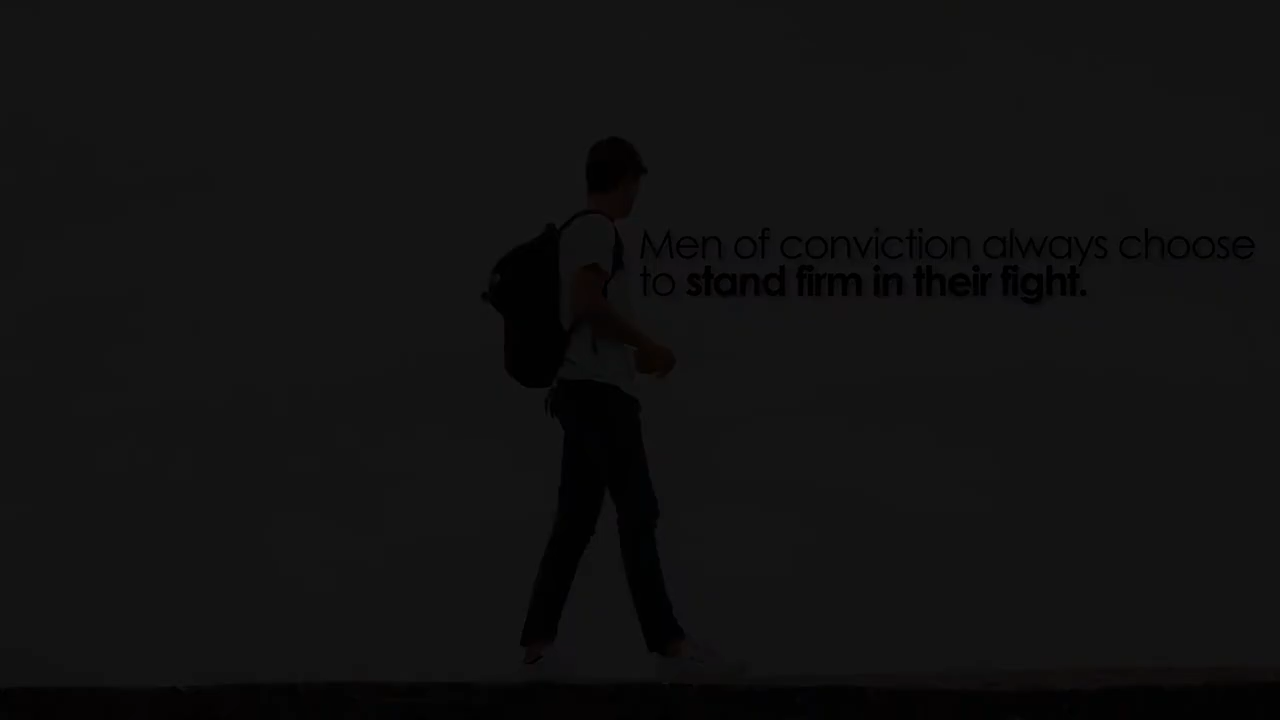 Men of conviction always choose
to stand firm in their fight.